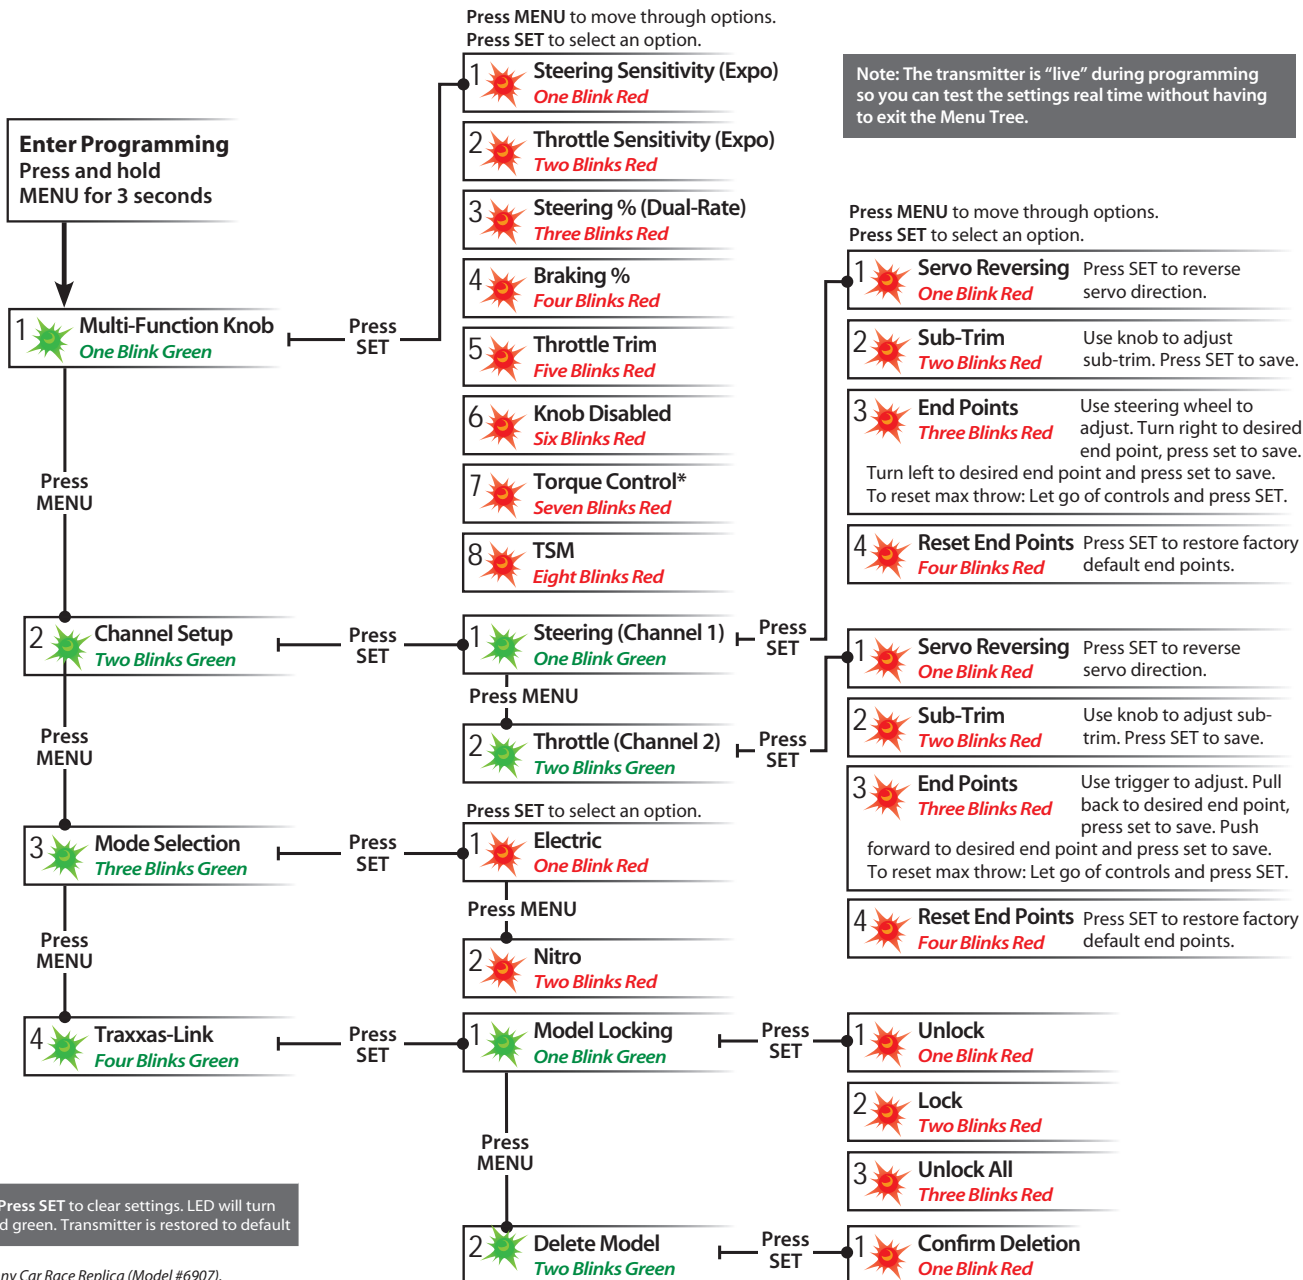 Press MENU to move through options.
Press SET to select an option.
Note: The transmitter is “live” during programming
so you can test the settings real time without having
to exit the Menu Tree.
Enter Programming
Press and hold
MENU for 3 seconds
1 Multi-Function Knob
One Blink Green
Press
SET
1 Steering Sensitivity (Expo)
One Blink Red
2 Throttle Sensitivity (Expo)
Two Blinks Red
3 Steering % (Dual-Rate)
Three Blinks Red
4 Braking %
Four Blinks Red
5 Throttle Trim
Five Blinks Red
6 Knob Disabled
Six Blinks Red
7 Torque Control*
Seven Blinks Red
8 TSM
Eight Blinks Red
Press
MENU
2 Channel Setup
Two Blinks Green
Press
SET
1 Steering (Channel 1)
One Blink Green
Press
SET
Press MENU to move through options.
Press SET to select an option.
1 Servo Reversing Press SET to reverse
One Blink Red servo direction.
2 Sub-Trim Use knob to adjust
Two Blinks Red sub-trim. Press SET to save.
3 End Points Use steering wheel to
Three Blinks Red adjust. Turn right to desired
end point, press set to save.
Turn left to desired end point and press set to save.
To reset max throw: Let go of controls and press SET.
4 Reset End Points Press SET to restore factory
Four Blinks Red default end points.
Press MENU
2 Throttle (Channel 2)
Two Blinks Green
Press
SET
1 Servo Reversing Press SET to reverse
One Blink Red servo direction.
2 Sub-Trim Use knob to adjust sub-
Two Blinks Red trim. Press SET to save.
3 End Points Use trigger to adjust. Pull
Three Blinks Red back to desired end point,
press set to save. Push
forward to desired end point and press set to save.
To reset max throw: Let go of controls and press SET.
4 Reset End Points Press SET to restore factory
Four Blinks Red default end points.
Press
MENU
3 Mode Selection
Three Blinks Green
Press
SET
Press SET to select an option.
1 Electric
One Blink Red
Press MENU
2 Nitro
Two Blinks Red
Press
MENU
4 Traxxas-Link
Four Blinks Green
Press
SET
1 Model Locking
One Blink Green
Press
SET
1 Unlock
One Blink Red
2 Lock
Two Blinks Red
3 Unlock All
Three Blinks Red
Press
MENU
2 Delete Model
Two Blinks Green
Press
SET
1 Confirm Deletion
One Blink Red
Press SET to clear settings. LED will turn
d green. Transmitter is restored to default
ny Car Race Replica (Model #6907).